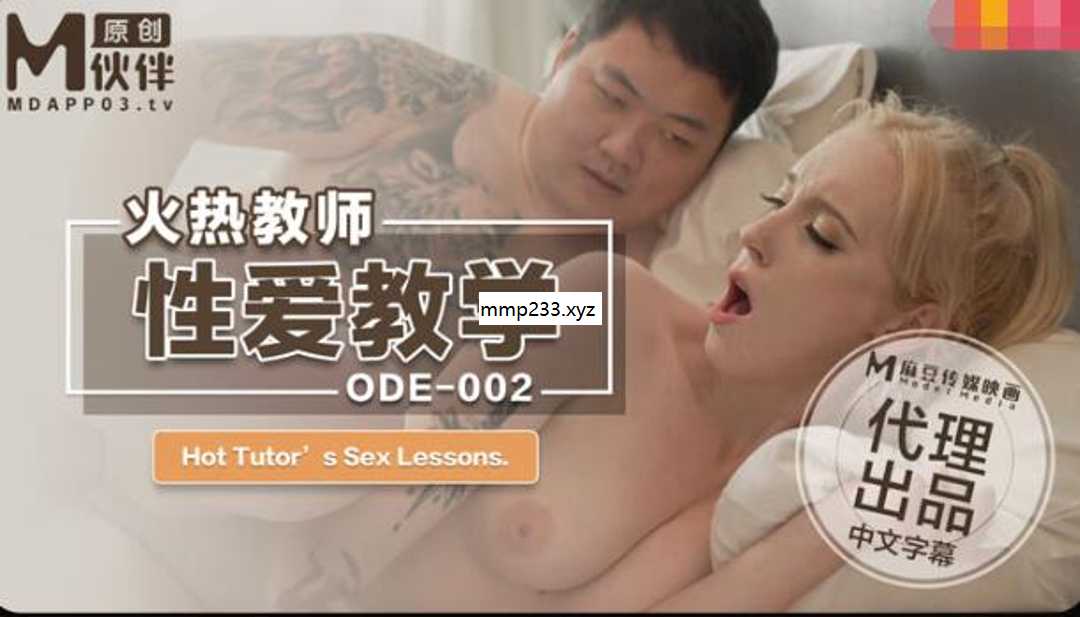 M 原创
伙伴
MDAPP03.tv
火热教师
性爱教学
mmp233.xyz
ODE-002
Hot Tutor's Sex Lessons.
M 麻豆传媒映画
Model Media
代理
出品
中文字幕